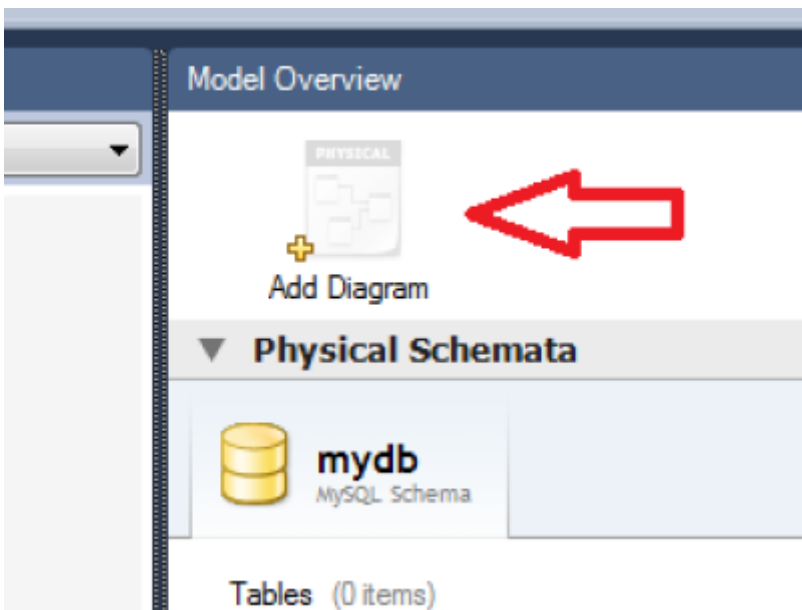 Model Overview
PHYSICAL
Add Diagram
Physical Schemata
mydb
MySQL Schema
Tables (0 items)